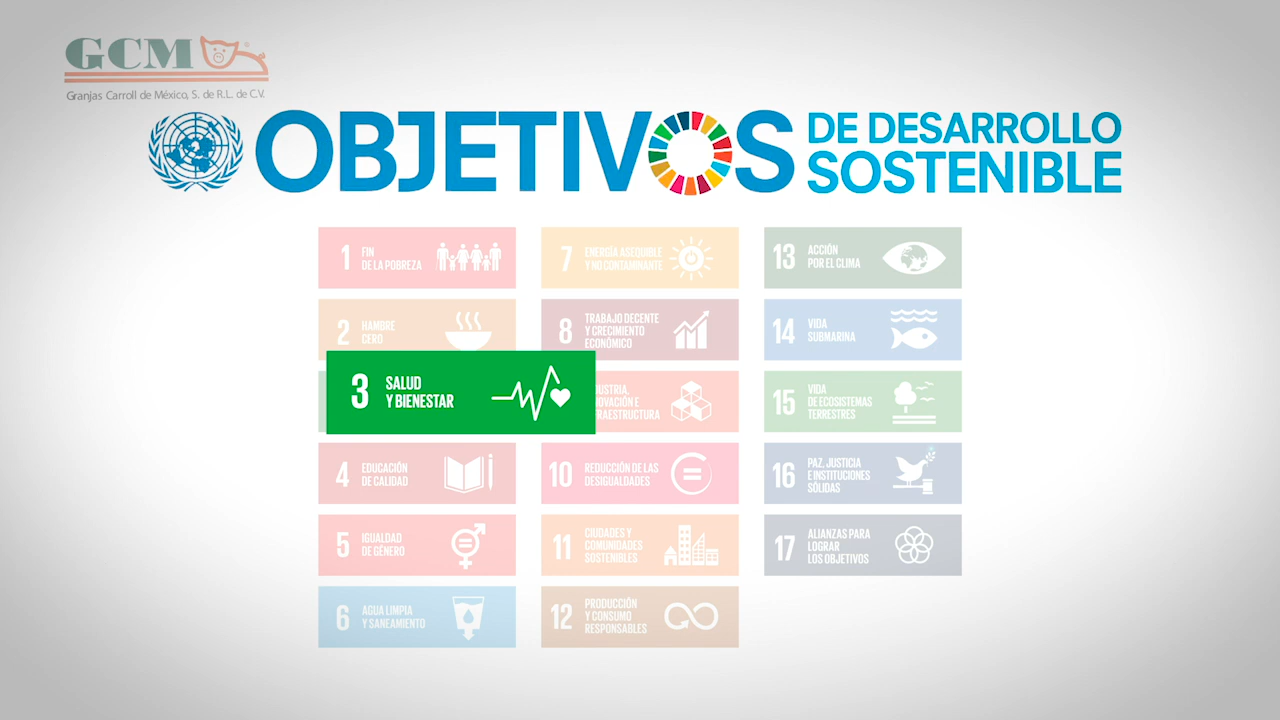 GCM
Granjas Carroll de México, S. de R.L. de C.V.
OBJETIVOS
DE DESARROLLO
SOSTENIBLE
1 FIN
DE LA POBREZA
2 HAMBRE
CERO
3 SALUD
Y BIENESTAR
4 EDUCACIÓN
DE CALIDAD
5 IGUALDAD
DE GÉNERO
6 AGUA LIMPIA
Y SANEAMIENTO
7 ENERGÍA ASEQUIBLE
Y NO CONTAMINANTE
8 TRABAJO DECENTE
Y CRECIMIENTO
ECONÓMICO
10 REDUCCIÓN DE LAS
DESIGUALDADES
11 CIUDADES Y
COMUNIDADES
SOSTENIBLES
12 PRODUCCIÓN
Y CONSUMO
RESPONSABLES
13 ACCIÓN
POR EL CLIMA
14 VIDA
SUBMARINA
15 VIDA
DE ECOSISTEMAS
TERRESTRES
16 PAZ, JUSTICIA
E INSTITUCIONES
SÓLIDAS
17 ALIANZAS PARA
LOGRAR
LOS OBJETIVOS